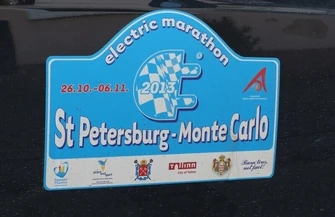 electric marathon
26.10.-06.11. 2013
St Petersburg - Monte Carlo
Tallinn